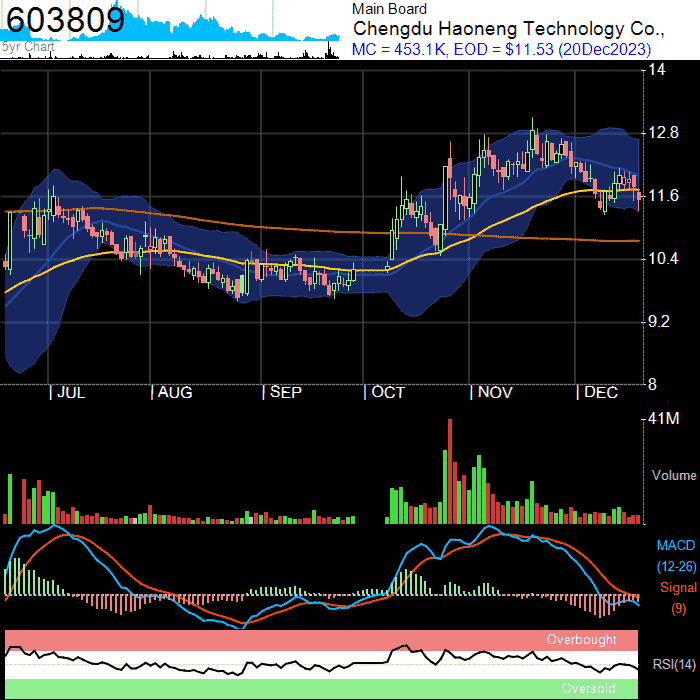 603809
5yr Chart
Main Board
Chengdu Haoneng Technology Co.,
MC = 453.1K, EOD = $11.53 (20Dec2023)
14
12.8
11.6
10.4
9.2
8
JUL AUG SEP OCT NOV DEC
41M
Volume
MACD
(12-26)
Signal
(9)
Overbought
RSI(14)
Oversold